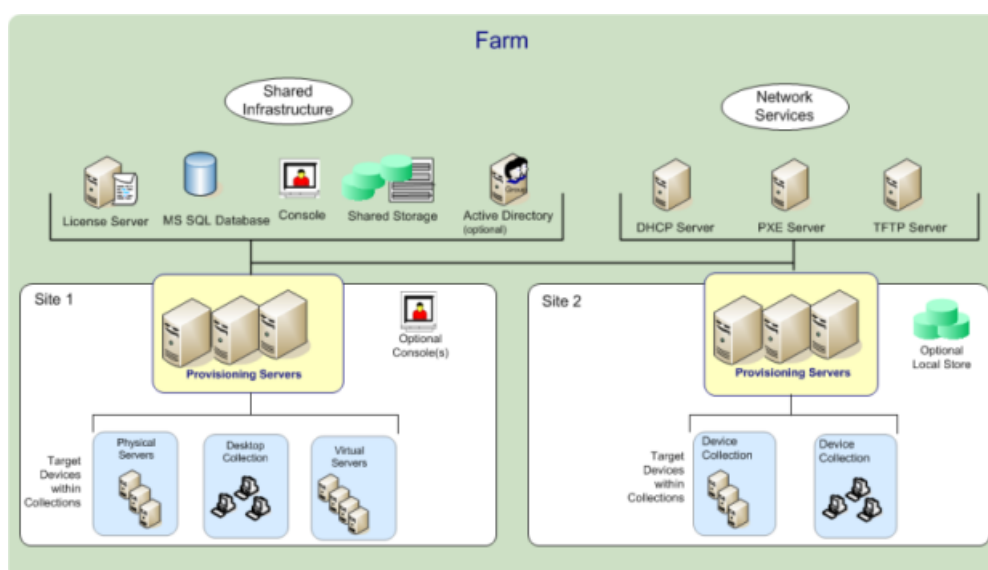 Farm
Shared
Infrastructure
Network
Services
License Server
MS SQL Database
Console
Shared Storage
Group
Active Directory
(optional)
DHCP Server
PXE Server
TFTP Server
Site 1
Provisioning Servers
Optional
Console(s)
Target
Devices
within
Collections
Physical
Servers
Desktop
Collection
Virtual
Servers
Site 2
Provisioning Servers
Optional
Local Store
Target
Devices
within
Collections
Device
Collection
Device
Collection